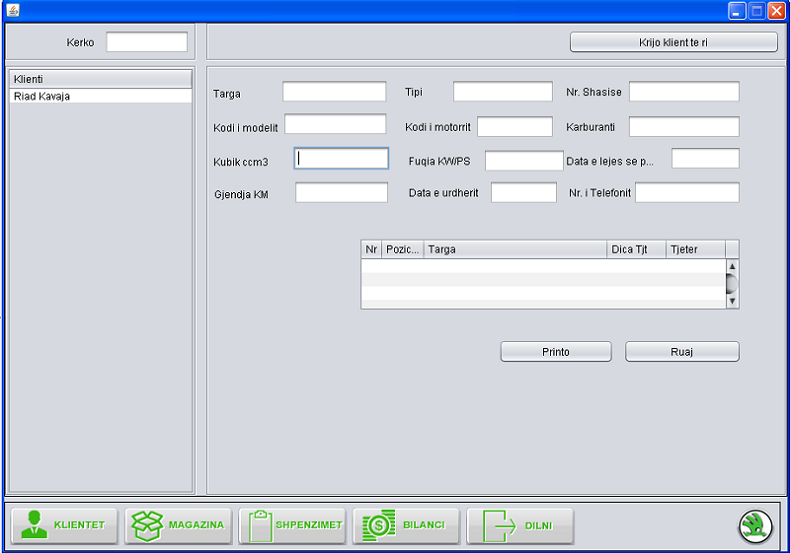 Kerko
Krijo klient te ri
Klienti
Riad Kavaja
Targa Tipi Nr. Shasise
Kodi i modelit Kodi i motorrit Karburanti
Kubik ccm3 Fuqia KW/PS Data e lejes se p...
Gjendja KM Data e urdherit Nr. i Telefonit
Nr Pozic... Targa Dica Tjt Tjeter
Printo Ruaj
KLIENTET MAGAZINA SHPENZIMET BILANCI DILNI